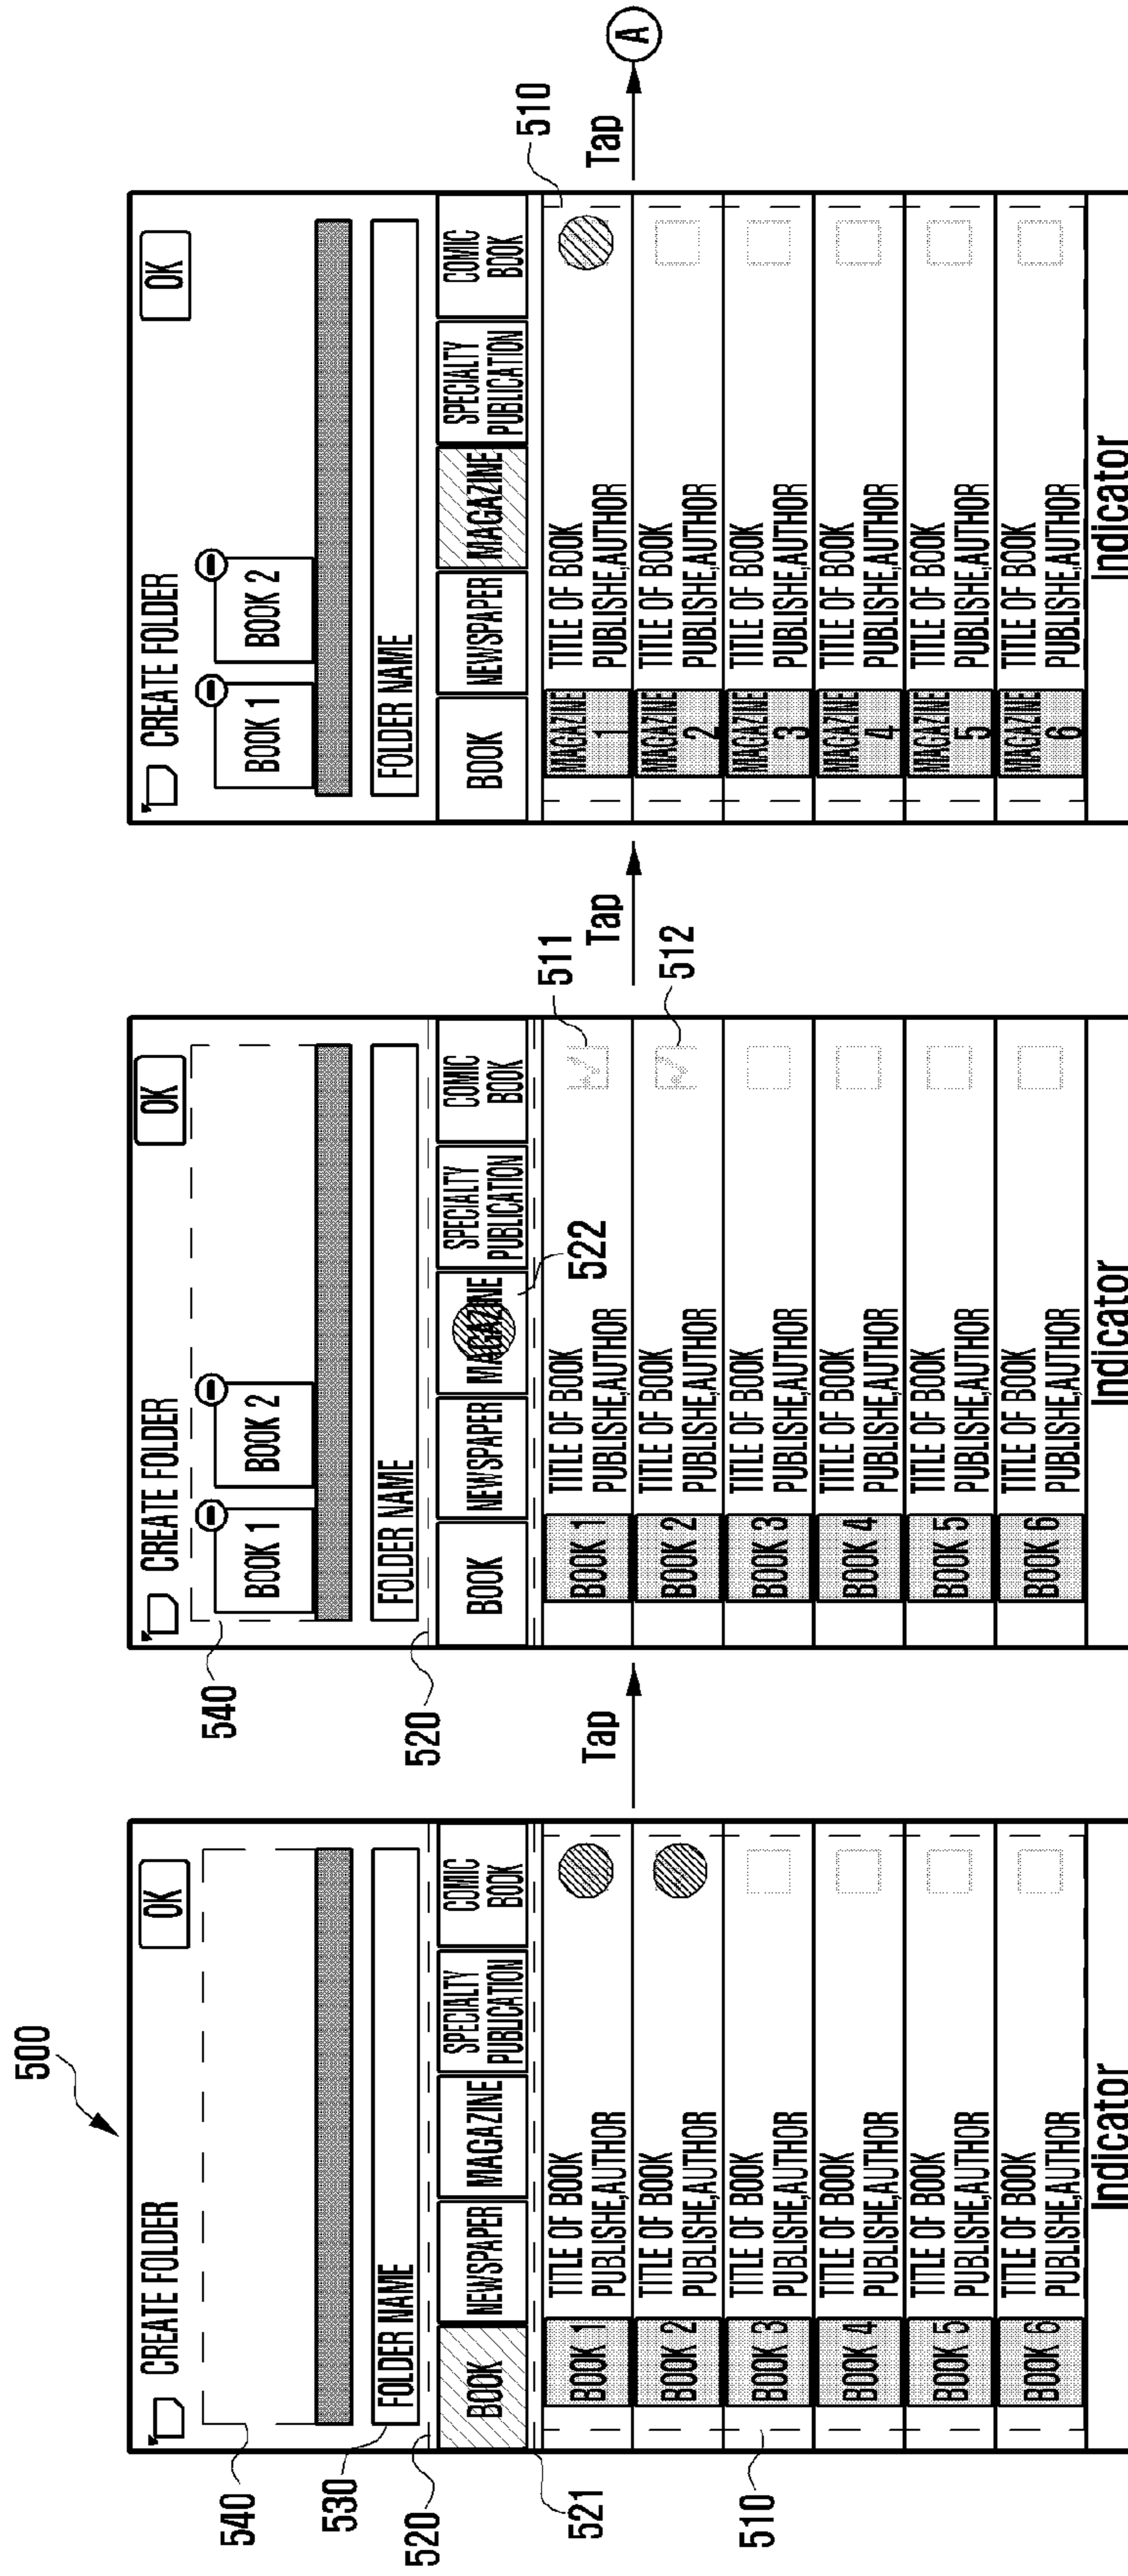 500
CREATE FOLDER
OK
540
530
FOLDER NAME
520
BOOK
NEWSPAPER
MAGAZINE
SPECIALTY
PUBLICATION
COMIC
BOOK
521
BOOK 1
TITLE OF BOOK
PUBLISHE,AUTHOR
BOOK 2
TITLE OF BOOK
PUBLISHE,AUTHOR
BOOK 3
TITLE OF BOOK
PUBLISHE,AUTHOR
510
BOOK 4
TITLE OF BOOK
PUBLISHE,AUTHOR
BOOK 5
TITLE OF BOOK
PUBLISHE,AUTHOR
BOOK 6
TITLE OF BOOK
PUBLISHE,AUTHOR
Indicator
Tap
CREATE FOLDER
OK
540
BOOK 1
BOOK 2
FOLDER NAME
520
BOOK
NEWSPAPER
MAGAZINE
SPECIALTY
PUBLICATION
COMIC
BOOK
522
511
BOOK 1
TITLE OF BOOK
PUBLISHE,AUTHOR
512
BOOK 2
TITLE OF BOOK
PUBLISHE,AUTHOR
BOOK 3
TITLE OF BOOK
PUBLISHE,AUTHOR
BOOK 4
TITLE OF BOOK
PUBLISHE,AUTHOR
BOOK 5
TITLE OF BOOK
PUBLISHE,AUTHOR
BOOK 6
TITLE OF BOOK
PUBLISHE,AUTHOR
Indicator
Tap
CREATE FOLDER
OK
BOOK 1
BOOK 2
FOLDER NAME
BOOK
NEWSPAPER
MAGAZINE
SPECIALTY
PUBLICATION
COMIC
BOOK
510
MAGAZINE
1
TITLE OF BOOK
PUBLISHE,AUTHOR
MAGAZINE
2
TITLE OF BOOK
PUBLISHE,AUTHOR
MAGAZINE
3
TITLE OF BOOK
PUBLISHE,AUTHOR
MAGAZINE
4
TITLE OF BOOK
PUBLISHE,AUTHOR
MAGAZINE
5
TITLE OF BOOK
PUBLISHE,AUTHOR
MAGAZINE
6
TITLE OF BOOK
PUBLISHE,AUTHOR
Indicator
Tap
A